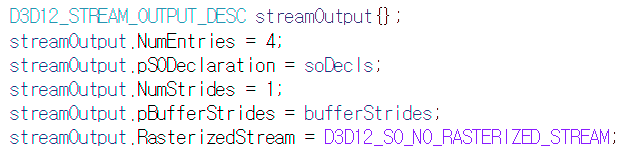 D3D12_STREAM_OUTPUT_DESC streamOutput{};
streamOutput.NumEntries = 4;
streamOutput.pSODeclaration = soDecls;
streamOutput.NumStrides = 1;
streamOutput.pBufferStrides = bufferStrides;
streamOutput.RasterizedStream = D3D12_SO_NO_RASTERIZED_STREAM;